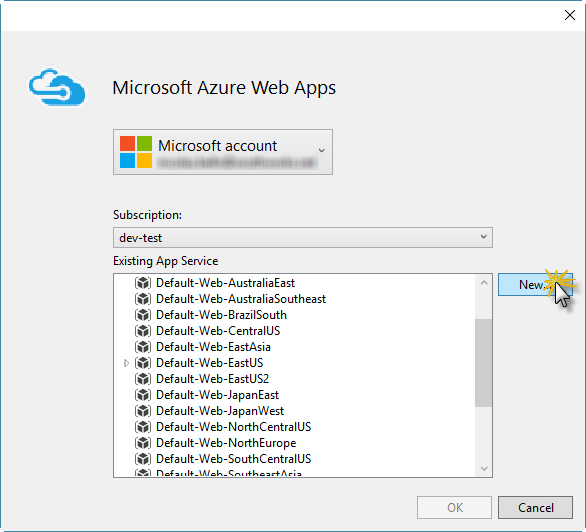 Microsoft Azure Web Apps
Microsoft account
Subscription:
dev-test
Existing App Service
Default-Web-AustraliaEast
New...
Default-Web-AustraliaSoutheast
Default-Web-BrazilSouth
Default-Web-CentralUS
Default-Web-EastAsia
Default-Web-EastUS
Default-Web-EastUS2
Default-Web-JapanEast
Default-Web-JapanWest
Default-Web-NorthCentralUS
Default-Web-NorthEurope
Default-Web-SouthCentralUS
Default-Web-SoutheastAsia
OK
Cancel